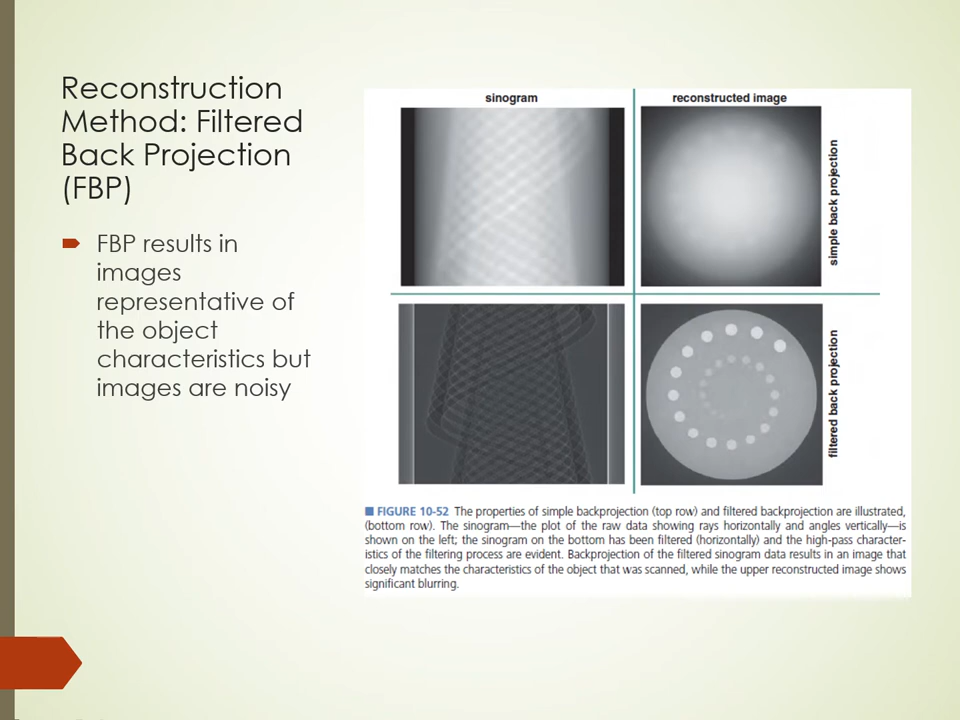 Reconstruction
Method: Filtered
Back Projection
(FBP)
FBP results in
images
representative of
the object
characteristics but
images are noisy
sinogram
reconstructed image
simple back projection
filtered back projection
FIGURE 10-52 The properties of simple backprojection (top row) and filtered backprojection are illustrated,
(bottom row). The sinogram—the plot of the raw data showing rays horizontally and angles vertically—is
shown on the left; the sinogram on the bottom has been filtered (horizontally) and the high-pass character-
istics of the filtering process are evident. Backprojection of the filtered sinogram data results in an image that
closely matches the characteristics of the object that was scanned, while the upper reconstructed image shows
significant blurring.